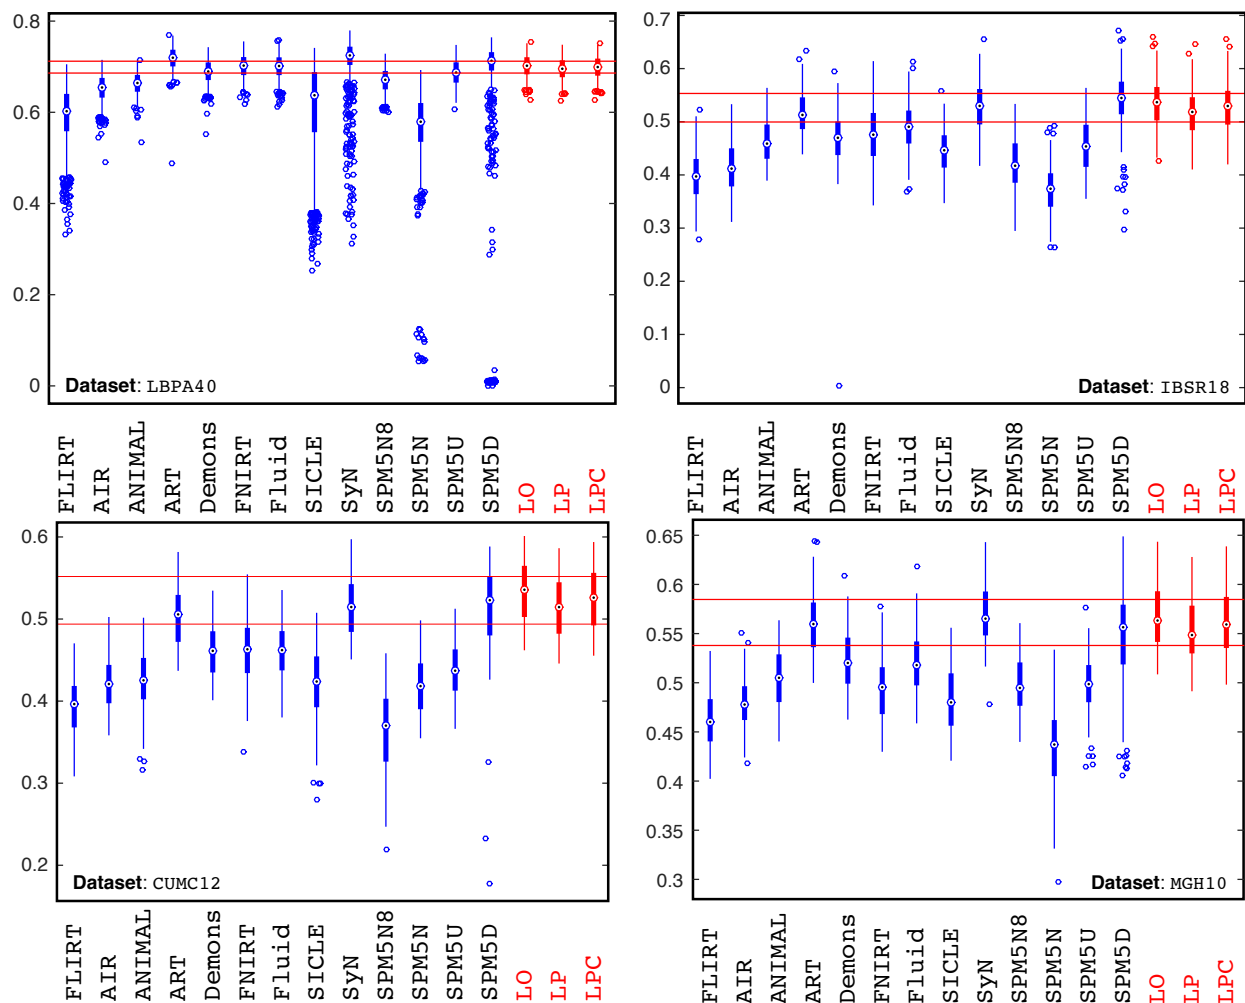 0.8
0.6
0.4
0.2
0
Dataset: LBPA40
FLIRT
AIR
ANIMAL
ART
Demons
FNIRT
Fluid
SICLE
SyN
SPM5N8
SPM5N
SPM5U
SPM5D
LO
LP
LPC
0.7
0.6
0.5
0.4
0.3
0.2
0.1
0
Dataset: IBSR18
FLIRT
AIR
ANIMAL
ART
Demons
FNIRT
Fluid
SICLE
SyN
SPM5N8
SPM5N
SPM5U
SPM5D
LO
LP
LPC
0.6
0.5
0.4
0.3
0.2
Dataset: CUMC12
FLIRT
AIR
ANIMAL
ART
Demons
FNIRT
Fluid
SICLE
SyN
SPM5N8
SPM5N
SPM5U
SPM5D
LO
LP
LPC
0.65
0.6
0.55
0.5
0.45
0.4
0.35
0.3
Dataset: MGH10
FLIRT
AIR
ANIMAL
ART
Demons
FNIRT
Fluid
SICLE
SyN
SPM5N8
SPM5N
SPM5U
SPM5D
LO
LP
LPC